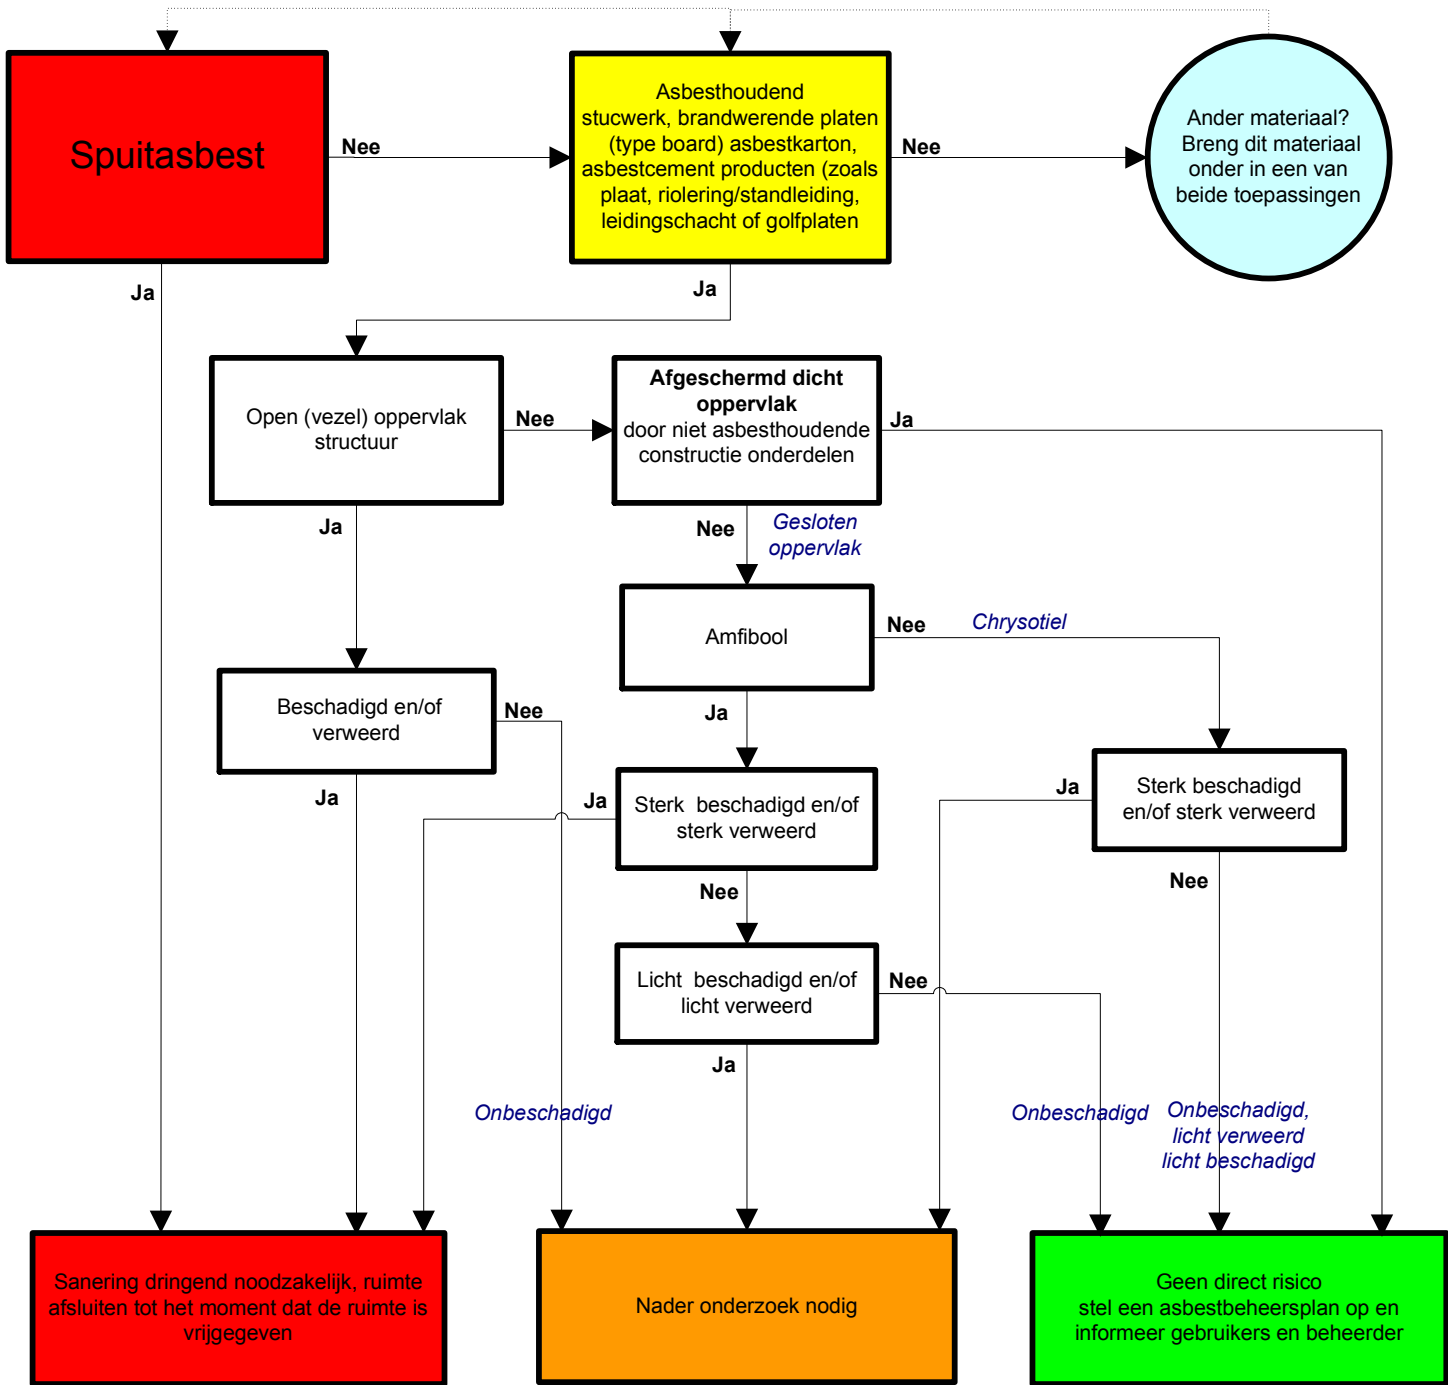 Spuitasbest
Nee
Asbesthoudend
stucwerk, brandwerende platen
(type board) asbestkarton,
asbestcement producten (zoals
plaat, riolering/standleiding,
leidingschacht of golfplaten
Nee
Ander materiaal?
Breng dit materiaal
onder in een van
beide toepassingen
Ja
Ja
Open (vezel) oppervlak
structuur
Nee
Afgeschermd dicht
oppervlak
door niet asbesthoudende
constructie onderdelen
Ja
Ja
Nee
Gesloten
oppervlak
Amfibool
Nee
Chrysotiel
Beschadigd en/of
verweerd
Nee
Ja
Ja
Ja
Sterk beschadigd en/of
sterk verweerd
Ja
Sterk beschadigd
en/of sterk verweerd
Nee
Nee
Licht beschadigd en/of
licht verweerd
Nee
Ja
Onbeschadigd
Onbeschadigd
Onbeschadigd,
licht verweerd
licht beschadigd
Sanering dringend noodzakelijk, ruimte
afsluiten tot het moment dat de ruimte is
vrijgegeven
Nader onderzoek nodig
Geen direct risico
stel een asbestbeheersplan op en
informeer gebruikers en beheerder